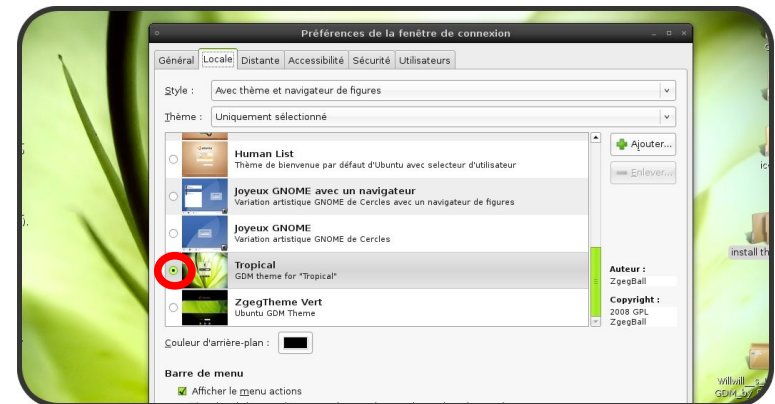 Préférences de la fenêtre de connexion
Général Locale Distante Accessibilité Sécurité Utilisateurs
Style : Avec thème et navigateur de figures
Thème : Uniquement sélectionné
Ajouter...
Enlever...
Human List
Thème de bienvenue par défaut d'Ubuntu avec selecteur d'utilisateur
Joyeux GNOME avec un navigateur
Variation artistique GNOME de Cercles avec un navigateur de figures
Joyeux GNOME
Variation artistique GNOME de Cercles
Tropical
GDM theme for "Tropical"
ZgegTheme Vert
Ubuntu GDM Theme
Auteur :
ZgegBall
Copyright :
2008 GPL
ZgegBall
Couleur d'arrière-plan :
Barre de menu
Afficher le menu actions
install th